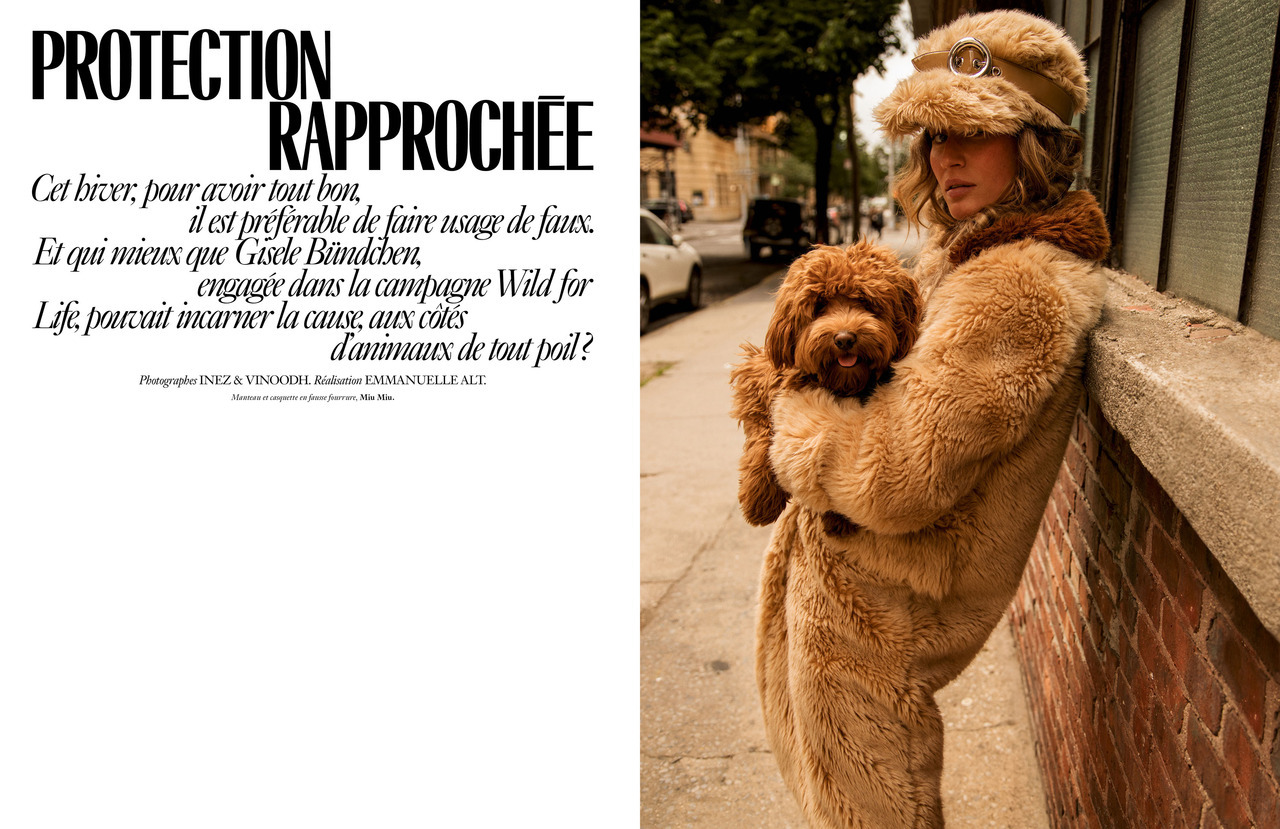 PROTECTION
RAPPROCHĒE
Cet hiver, pour avoir tout bon,
il est préférable de faire usage de faux.
Et qui mieux que Gisele Bündchen,
engagée dans la campagne Wild for
Life, pouvait incarner la cause, aux côtés
d'animaux de tout poil ?
Photographes INEZ & VINOODH. Réalisation EMMANUELLE ALT.
Manteau et casquette en fausse fourrure, Miu Miu.